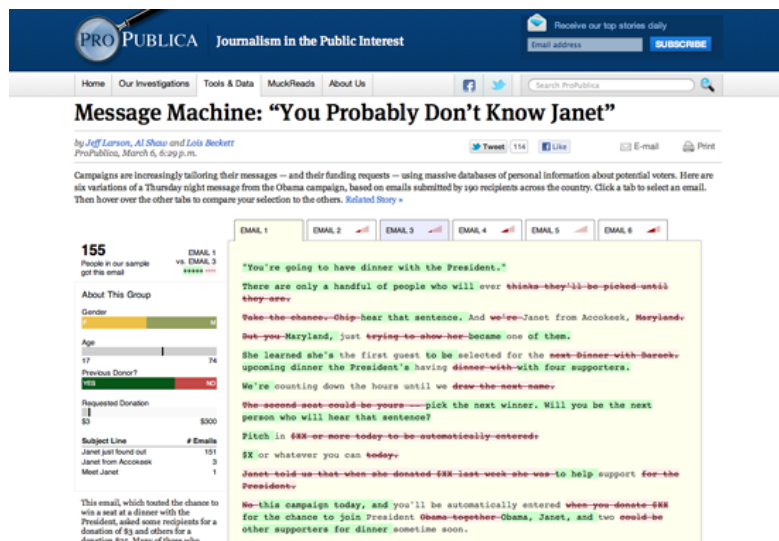 PRO PUBLICA Journalism in the Public Interest
Receive our top stories daily
Email address SUBSCRIBE
Home Our Investigations Tools & Data MuckReads About Us Search ProPublica
Message Machine: “You Probably Don’t Know Janet”
by Jeff Larson, Al Shaw and Lois Beckett
ProPublica, March 6, 6:29 p.m.
Tweet 114 Like E-mail Print
Campaigns are increasingly tailoring their messages — and their funding requests — using massive databases of personal information about potential voters. Here are
six variations of a Thursday night message from the Obama campaign, based on emails submitted by 190 recipients across the country. Click a tab to select an email.
Then hover over the other tabs to compare your selection to the others. Related Story »
EMAIL 1 EMAIL 2 EMAIL 3 EMAIL 4 EMAIL 5 EMAIL 6
155
People in our sample
got this email
EMAIL 1
vs. EMAIL 3
About This Group
Gender
F M
Age
17 74
Previous Donor?
YES NO
Requested Donation
$3 $300
Subject Line # Emails
Janet just found out 151
Janet from Accokeek 3
Meet Janet 1
This email, which touted the chance to
win a seat at a dinner with the
President, asked some recipients for a
donation of $3 and others for a
donation $25. Many of those who
"You're going to have dinner with the President."
There are only a handful of people who will ever thinks they'll be picked until
they are.
Take the chance. Chip hear that sentence. And we're Janet from Accokeek, Maryland.
But you Maryland, just trying to show her became one of them.
She learned she's the first guest to be selected for the next Dinner with Barack.
upcoming dinner the President's having dinner with with four supporters.
We're counting down the hours until we draw the next name.
The second seat could be yours -- pick the next winner. Will you be the next
person who will hear that sentence?
Pitch in $XX or more today to be automatically entered:
$X or whatever you can today.
Janet told us that when she donated $XX last week she was to help support for the
President.
No this campaign today, and you'll be automatically entered when you donate $XX
for the chance to join President Obama together Obama, Janet, and two could be
other supporters for dinner sometime soon.